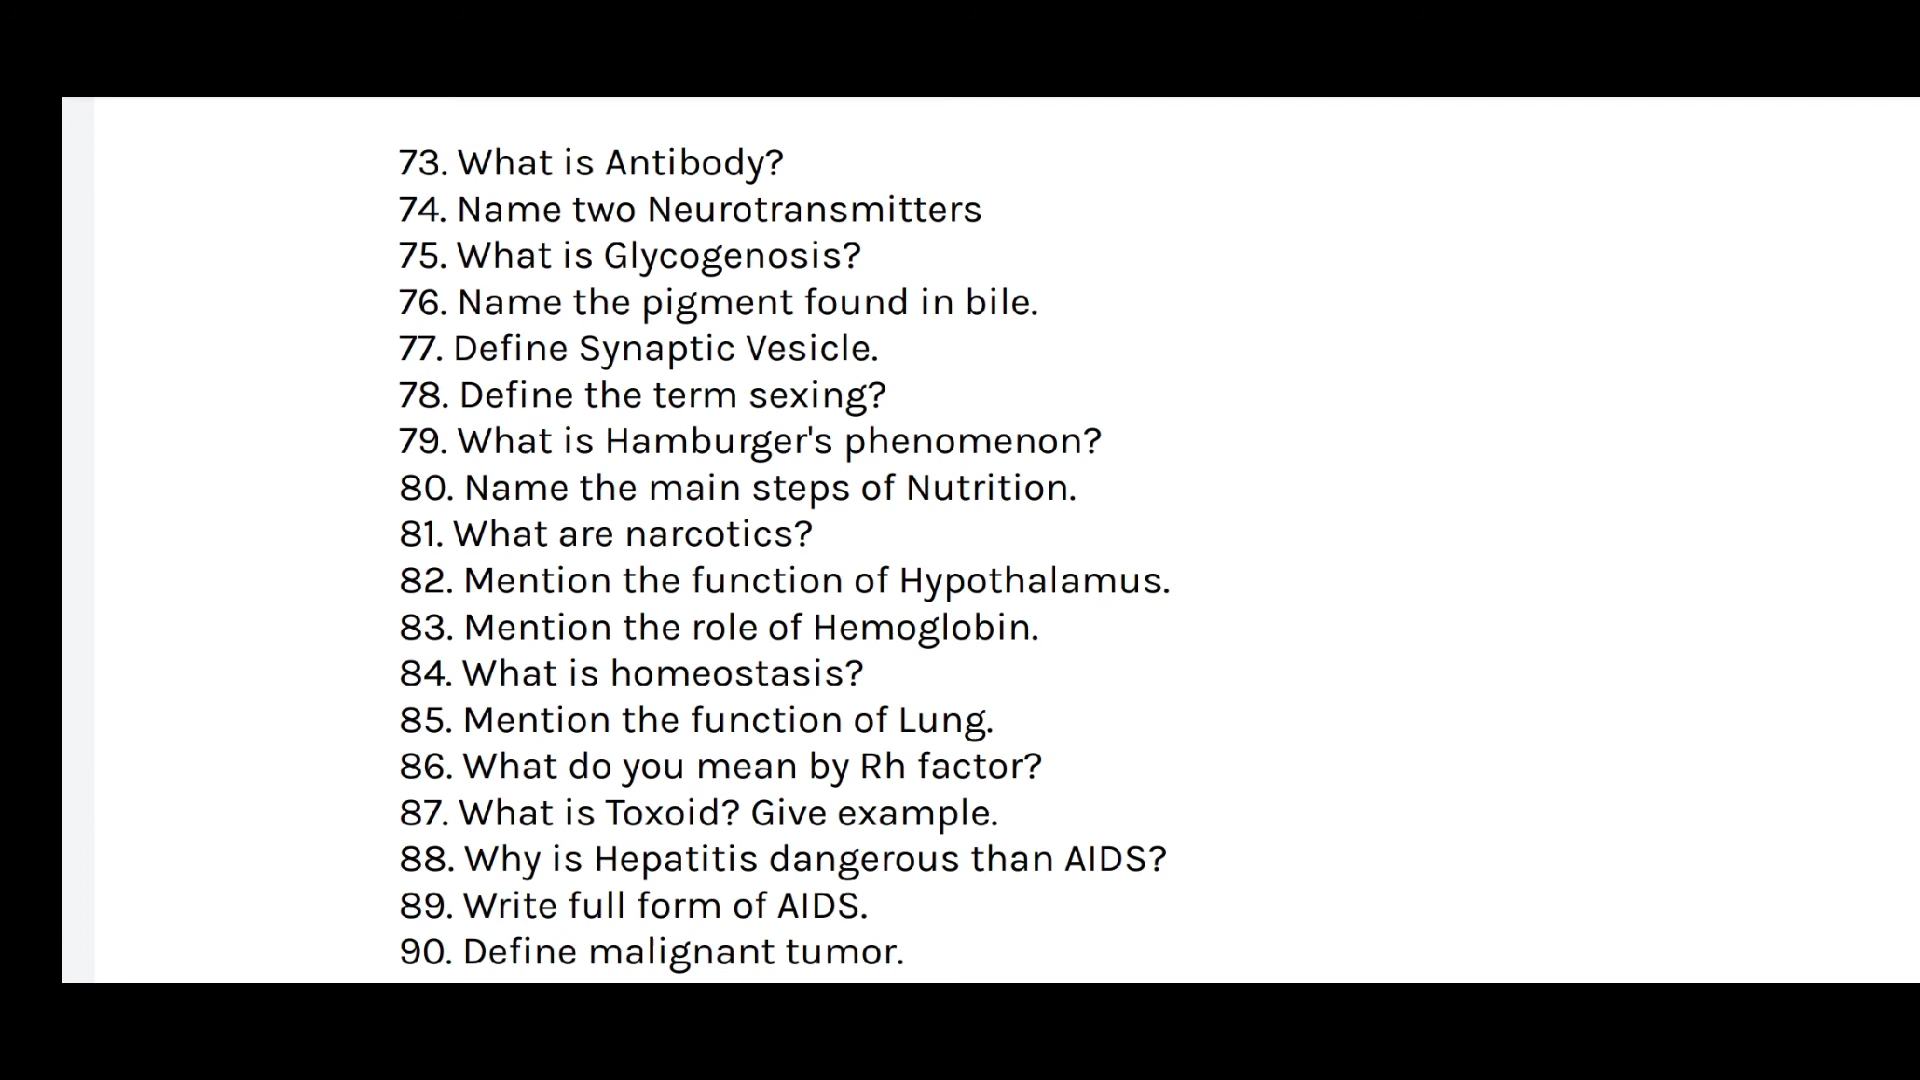 73. What is Antibody?
74. Name two Neurotransmitters
75. What is Glycogenosis?
76. Name the pigment found in bile.
77. Define Synaptic Vesicle.
78. Define the term sexing?
79. What is Hamburger's phenomenon?
80. Name the main steps of Nutrition.
81. What are narcotics?
82. Mention the function of Hypothalamus.
83. Mention the role of Hemoglobin.
84. What is homeostasis?
85. Mention the function of Lung.
86. What do you mean by Rh factor?
87. What is Toxoid? Give example.
88. Why is Hepatitis dangerous than AIDS?
89. Write full form of AIDS.
90. Define malignant tumor.